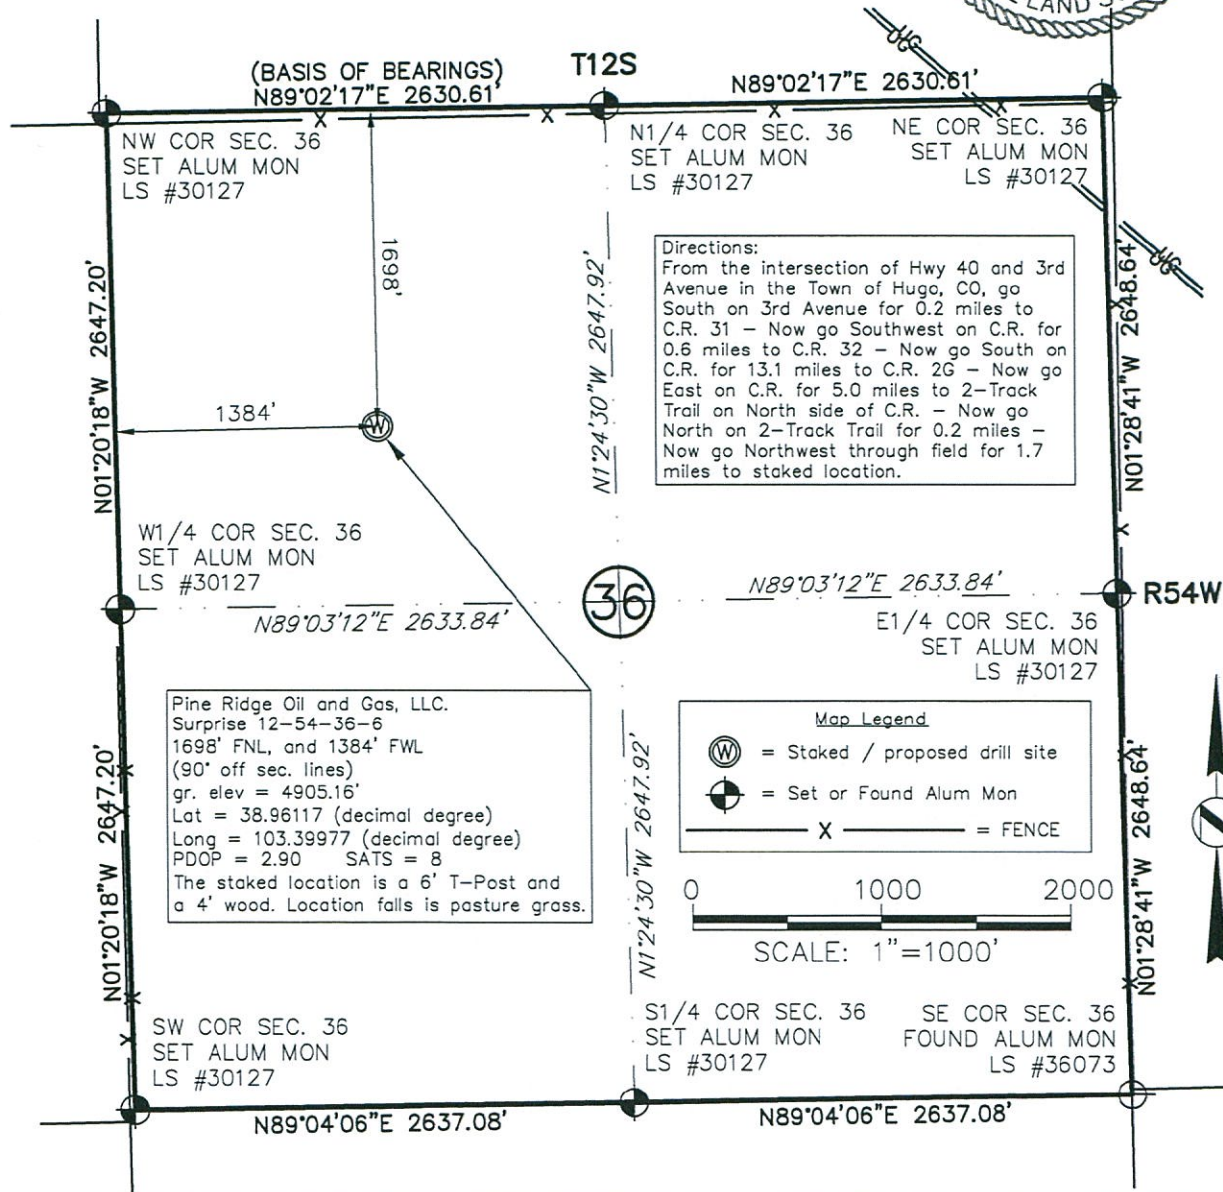 LAND S
UG
(BASIS OF BEARINGS)
N89°02'17"E 2630.61'
T12S
N89°02'17"E 2630.61'
X
X
X
X
NW COR SEC. 36
SET ALUM MON
LS #30127
N1/4 COR SEC. 36
SET ALUM MON
LS #30127
NE COR SEC. 36
SET ALUM MON
LS #30127
UG
N01°20'18"W 2647.20'
1698'
1384'
W
N1°24'30"W 2647.92'
Directions:
From the intersection of Hwy 40 and 3rd
Avenue in the Town of Hugo, CO, go
South on 3rd Avenue for 0.2 miles to
C.R. 31 – Now go Southwest on C.R. for
0.6 miles to C.R. 32 – Now go South on
C.R. for 13.1 miles to C.R. 2G – Now go
East on C.R. for 5.0 miles to 2–Track
Trail on North side of C.R. – Now go
North on 2–Track Trail for 0.2 miles –
Now go Northwest through field for 1.7
miles to staked location.
N01°28'41"W 2648.64'
X
X
W1/4 COR SEC. 36
SET ALUM MON
LS #30127
N89°03'12"E 2633.84'
36
N89°03'12"E 2633.84'
R54W
E1/4 COR SEC. 36
SET ALUM MON
LS #30127
Pine Ridge Oil and Gas, LLC.
Surprise 12–54–36–6
1698' FNL, and 1384' FWL
(90° off sec. lines)
gr. elev = 4905.16'
Lat = 38.96117 (decimal degree)
Long = 103.39977 (decimal degree)
PDOP = 2.90 SATS = 8
The staked location is a 6' T–Post and
a 4' wood. Location falls is pasture grass.
N01°20'18"W 2647.20'
X
X
X
X
N1°24'30"W 2647.92'
Map Legend
W = Staked / proposed drill site
= Set or Found Alum Mon
X = FENCE
0 1000 2000
SCALE: 1"=1000'
N01°28'41"W 2648.64'
X
X
N
SW COR SEC. 36
SET ALUM MON
LS #30127
S1/4 COR SEC. 36
SET ALUM MON
LS #30127
SE COR SEC. 36
FOUND ALUM MON
LS #36073
N89°04'06"E 2637.08'
N89°04'06"E 2637.08'